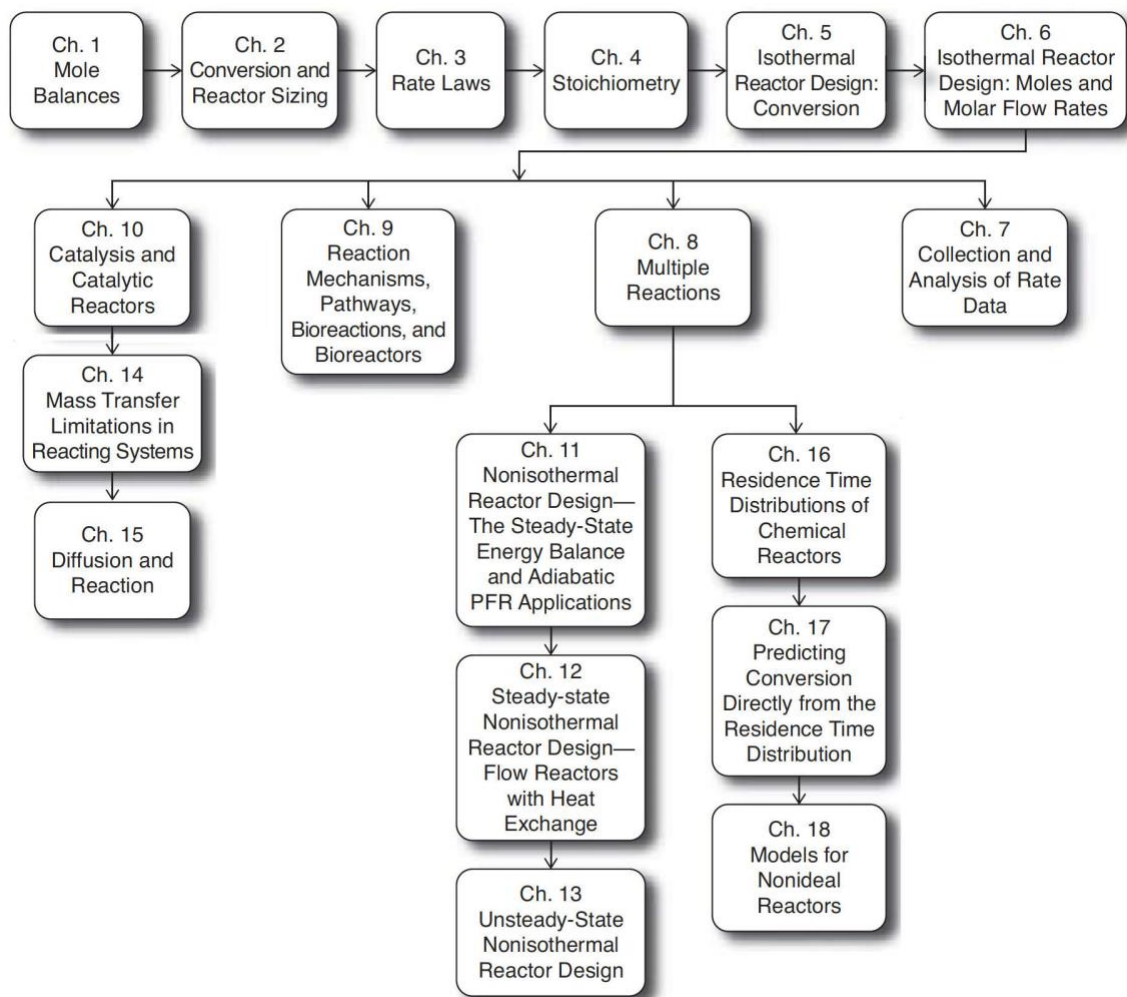 Ch. 1
Mole
Balances
Ch. 2
Conversion and
Reactor Sizing
Ch. 3
Rate Laws
Ch. 4
Stoichiometry
Ch. 5
Isothermal
Reactor Design:
Conversion
Ch. 6
Isothermal Reactor
Design: Moles and
Molar Flow Rates
Ch. 10
Catalysis and
Catalytic
Reactors
Ch. 9
Reaction
Mechanisms,
Pathways,
Bioreactions, and
Bioreactors
Ch. 8
Multiple
Reactions
Ch. 7
Collection and
Analysis of Rate
Data
Ch. 14
Mass Transfer
Limitations in
Reacting Systems
Ch. 15
Diffusion and
Reaction
Ch. 11
Nonisothermal
Reactor Design—
The Steady-State
Energy Balance
and Adiabatic
PFR Applications
Ch. 16
Residence Time
Distributions of
Chemical
Reactors
Ch. 12
Steady-state
Nonisothermal
Reactor Design—
Flow Reactors
with Heat
Exchange
Ch. 17
Predicting
Conversion
Directly from the
Residence Time
Distribution
Ch. 13
Unsteady-State
Nonisothermal
Reactor Design
Ch. 18
Models for
Nonideal
Reactors